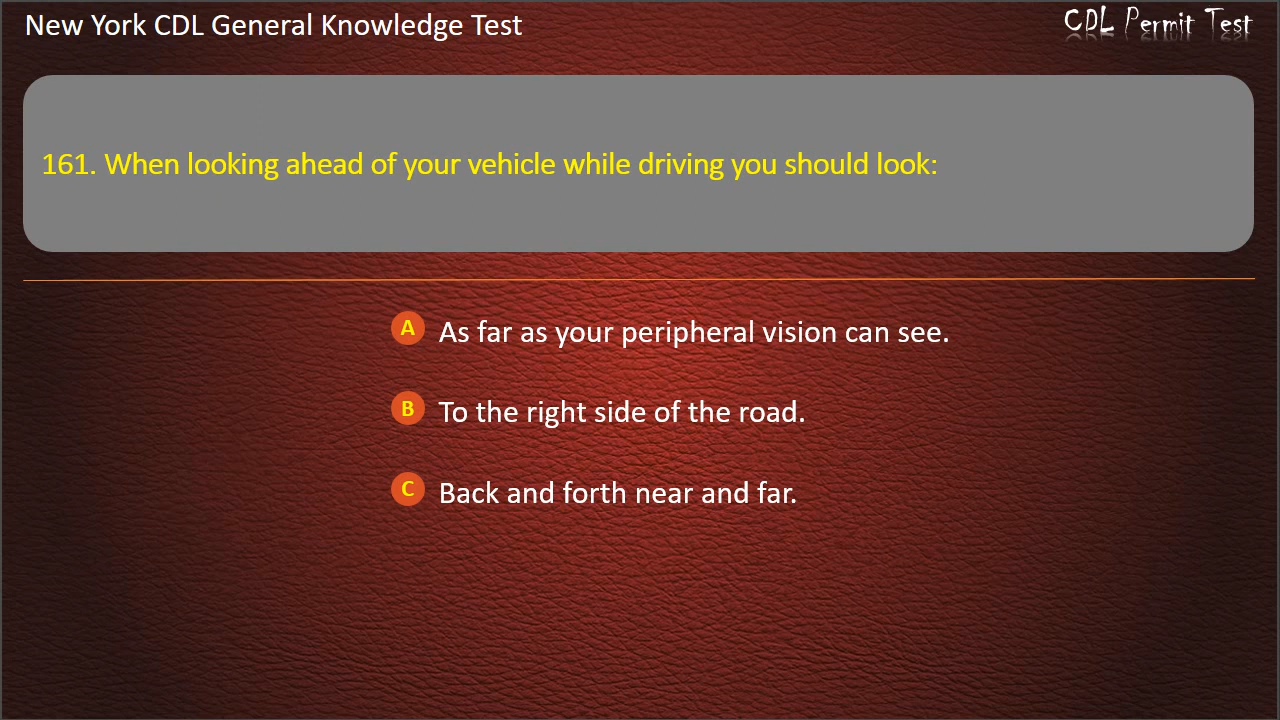 New York CDL General Knowledge Test
CDL Permit Test
161. When looking ahead of your vehicle while driving you should look:
A As far as your peripheral vision can see.
B To the right side of the road.
C Back and forth near and far.